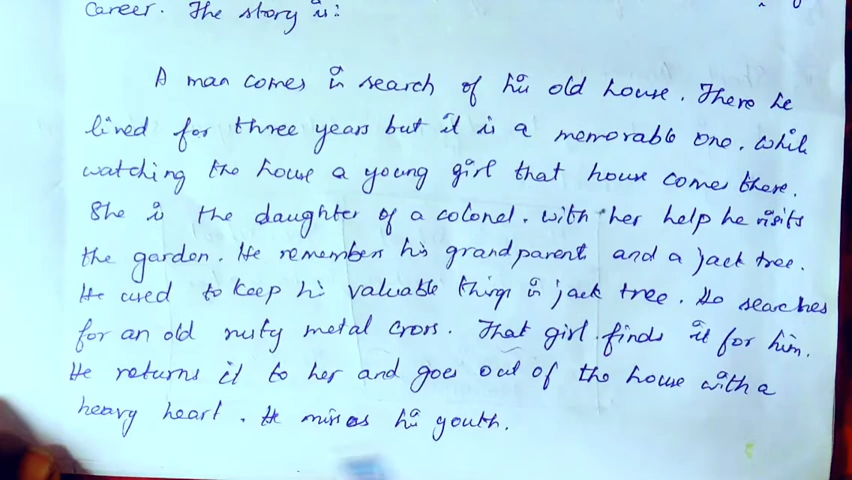 Career. The story is:
A man comes in search of his old house. There he
lived for three years but it is a memorable one. While
watching the house a young girl that house comes there.
She is the daughter of a colonel. With her help he visits
the garden. He remembers his grandparent and a jack tree.
He used to keep his valuable things in jack tree. He searches
for an old rusty metal cross. That girl finds it for him.
He returns it to her and goes out of the house with a
heavy heart. He misses his youth.